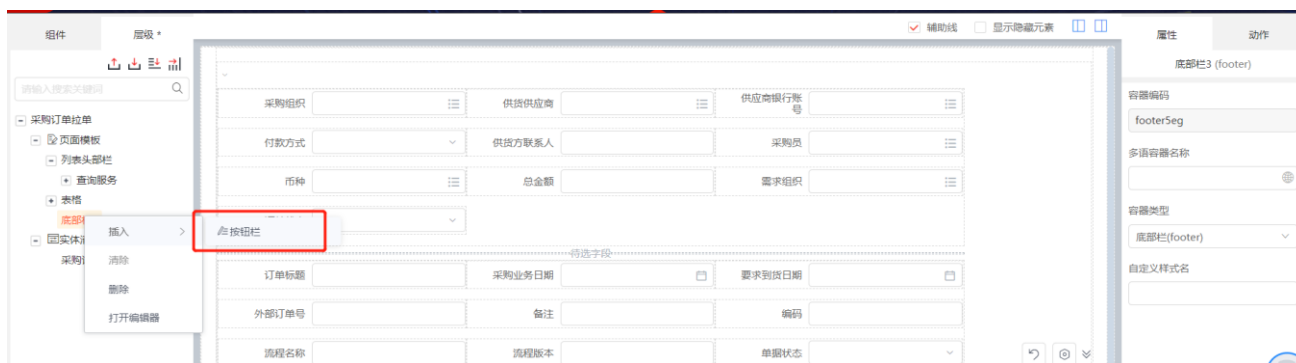 组件 层级 *
辅助线 显示隐藏元素
属性 动作
底部栏3 (footer)
请输入搜索关键词
采购订单拉单
页面模板
列表头部栏
查询服务
表格
底部
插入 >
按钮栏
清除
删除
打开编辑器
采购组织 供货供应商 供应商银行账号
付款方式 供货方联系人 采购员
币种 总金额 需求组织
待选字段
订单标题 采购业务日期 要求到货日期
外部订单号 备注 编码
流程名称 流程版本 单据状态
容器编码
footer5eg
多语容器名称
容器类型
底部栏(footer)
自定义样式名